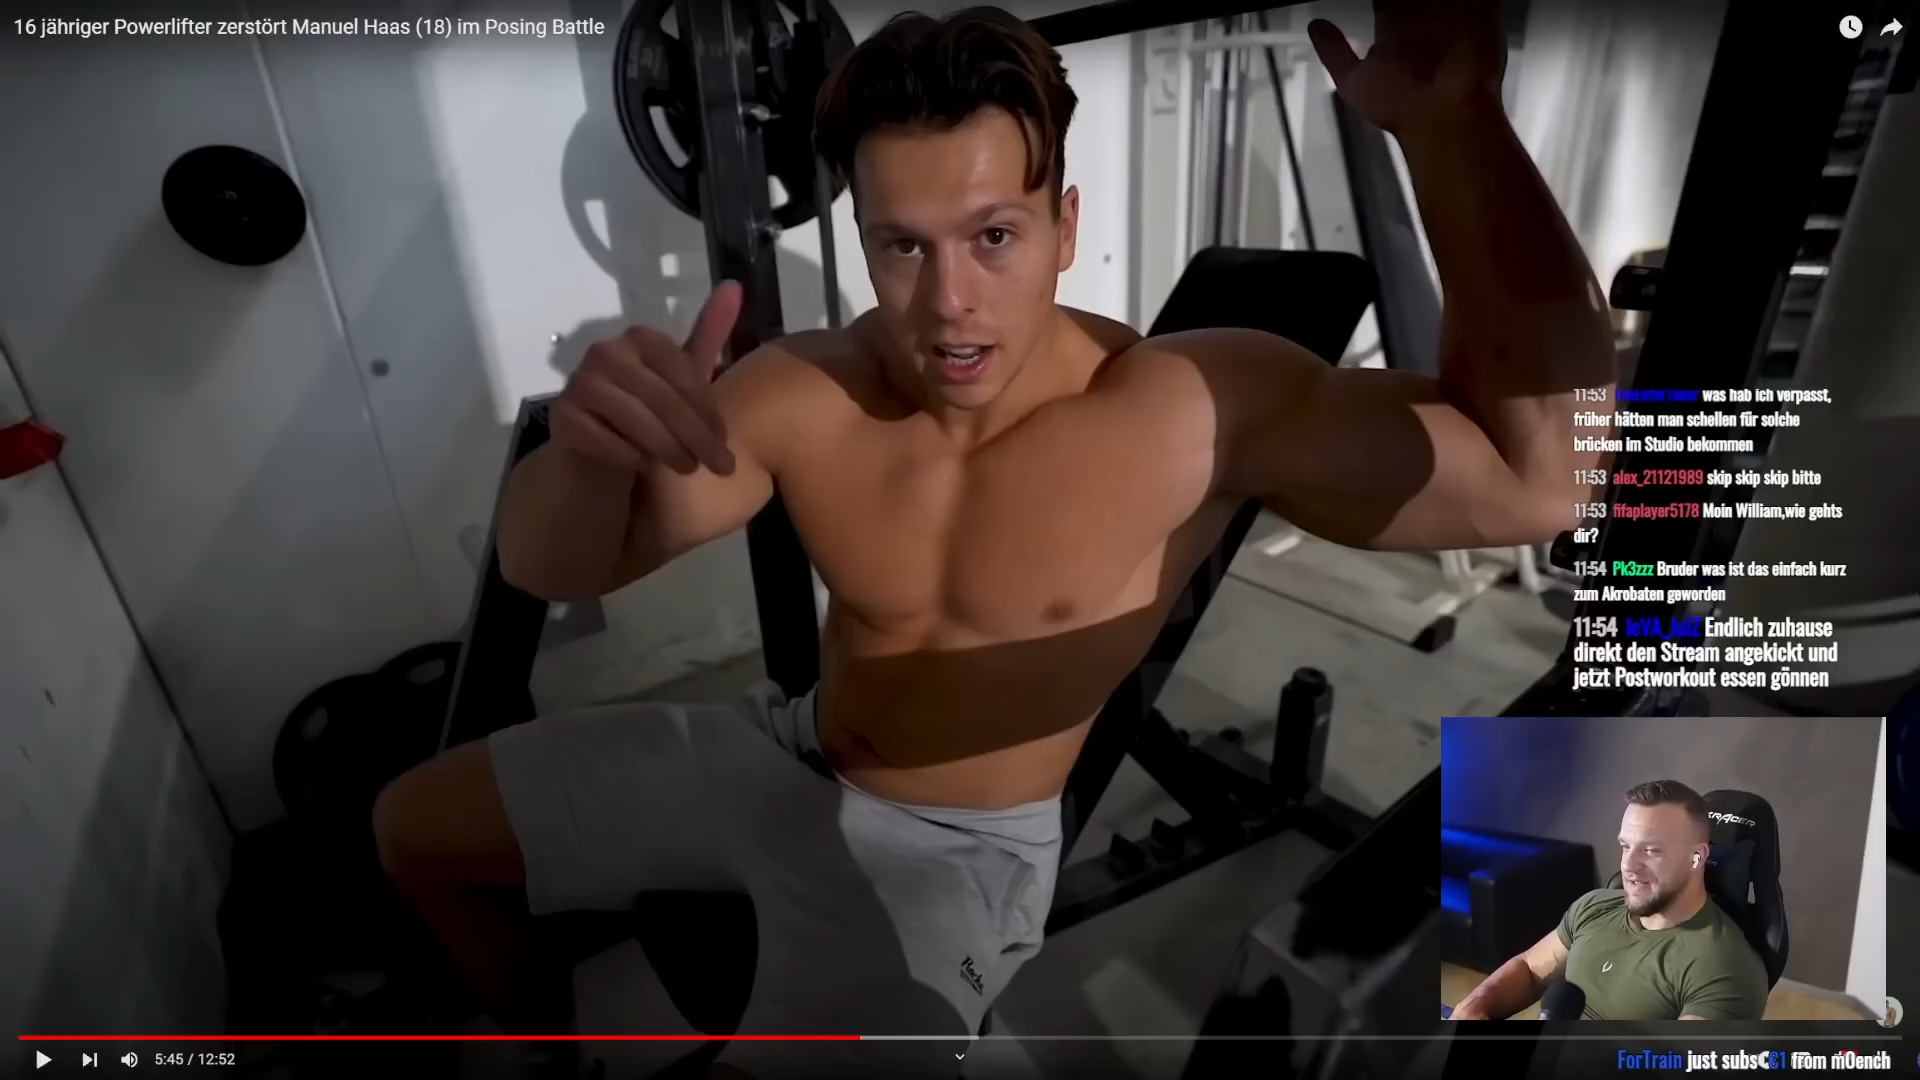 16 jähriger Powerlifter zerstört Manuel Haas (18) im Posing Battle
11:53 was hab ich verpasst,
früher hätten man schellen für solche
brücken im Studio bekommen
11:53 alex_21121989 skip skip skip bitte
11:53 fifaplayer5178 Moin William,wie gehts
dir?
11:54 Pk3zzz Bruder was ist das einfach kurz
zum Akrobaten geworden
11:54 Endlich zuhause
direkt den Stream angekickt und
jetzt Postworkout essen gönnen
5:45 / 12:52
ForTrain just subs from m0ench